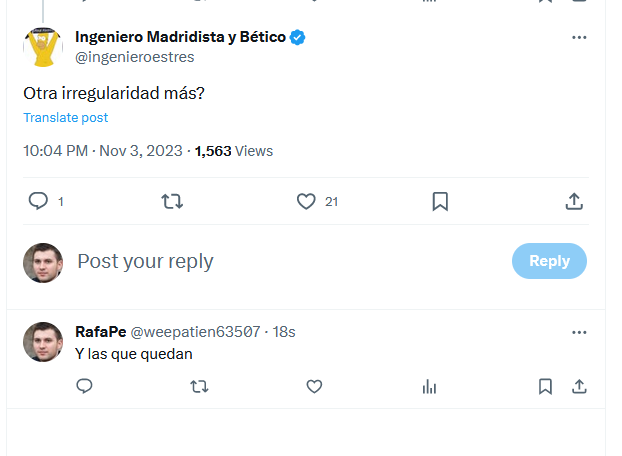 Ingeniero Madridista y Bético
@ingenieroestres
Otra irregularidad más?
Translate post
10:04 PM · Nov 3, 2023 · 1,563 Views
1
21
Post your reply
Reply
RafaPe @weepatien63507 · 18s
Y las que quedan